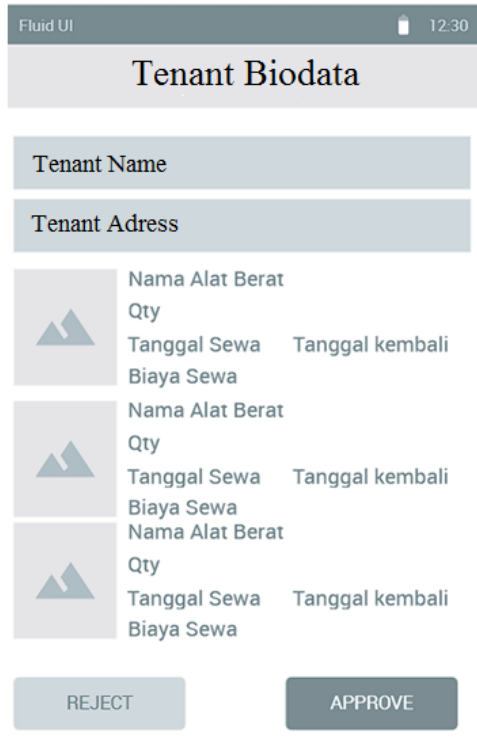 Fluid UI 12:30
Tenant Biodata
Tenant Name
Tenant Adress
Nama Alat Berat
Qty
Tanggal Sewa Tanggal kembali
Biaya Sewa
Nama Alat Berat
Qty
Tanggal Sewa Tanggal kembali
Biaya Sewa
Nama Alat Berat
Qty
Tanggal Sewa Tanggal kembali
Biaya Sewa
REJECT APPROVE